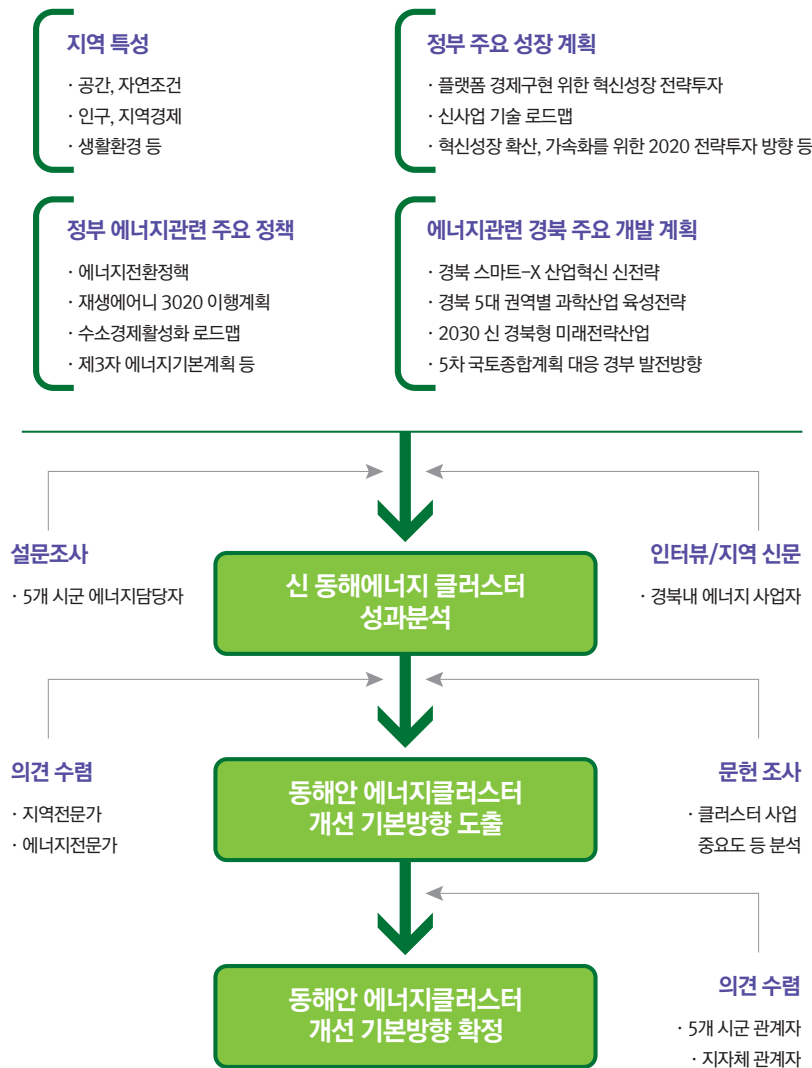 지역 특성
· 공간, 자연조건
· 인구, 지역경제
· 생활환경 등
정부 주요 성장 계획
· 플랫폼 경제구현 위한 혁신성장 전략투자
· 신사업 기술 로드맵
· 혁신성장 확산, 가속화를 위한 2020 전략투자 방향 등
정부 에너지관련 주요 정책
· 에너지전환정핵
· 재생에어니 3020 이행계획
· 수소경제활성화 로드맵
· 제3자 에너지기본계획 등
에너지관련 경북 주요 개발 계획
· 경북 스마트-X 산업혁신 신전략
· 경북 5대 권역별 과학산업 육성전략
· 2030 신 경북형 미래전략산업
· 5차 국토종합계획 대응 경부 발전방향
설문조사
· 5개 시군 에너지담당자
신 동해에너지 클러스터
성과분석
인터뷰/지역 신문
· 경북내 에너지 사업자
의견 수렴
· 지역전문가
· 에너지전문가
동해안 에너지클러스터
개선 기본방향 도출
문헌 조사
· 클러스터 사업
중요도 등 분석
동해안 에너지클러스터
개선 기본방향 확정
의견 수렴
· 5개 시군 관계자
· 지자체 관계자